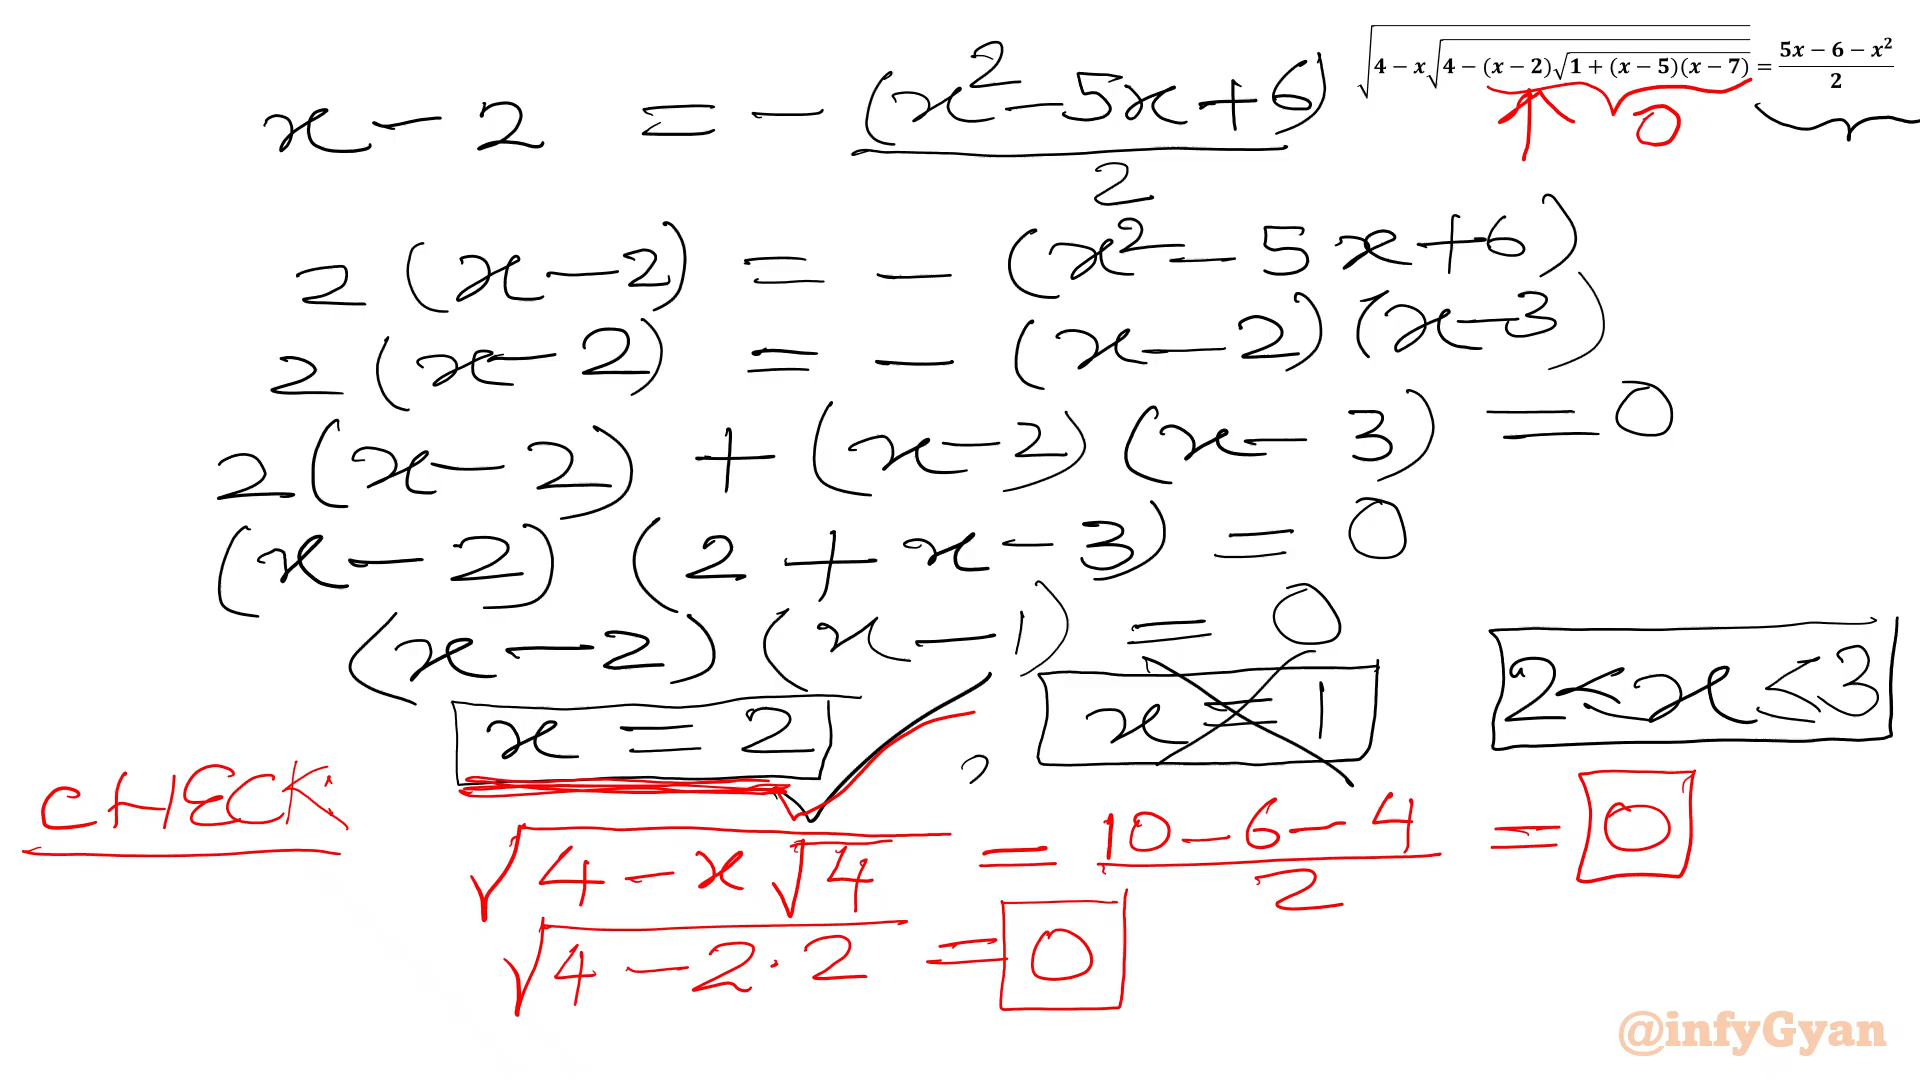 √(4 − x√(4 − (x − 2)√(1 + (x − 5)(x − 7)))) = (5x − 6 − x²)/2
0
x − 2 = − (x² − 5x + 6)/2
2 (x − 2) = − (x² − 5x + 6)
2 (x − 2) = − (x − 2) (x − 3)
2(x − 2) + (x − 2) (x − 3) = 0
(x − 2) (2 + x − 3) = 0
(x − 2) (x − 1) = 0
x = 2 , x = 1
2 < x < 3
CHECK:
√(4 − x√4) = (10 − 6 − 4)/2 = 0
√(4 − 2·2) = 0
@infyGyan